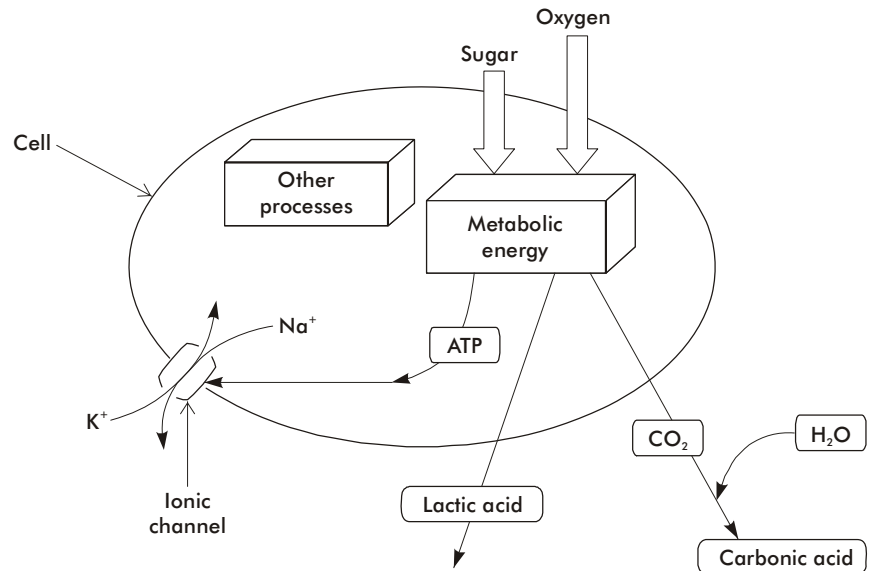 Oxygen
Sugar
Cell
Other
processes
Metabolic
energy
Na⁺
ATP
K⁺
CO₂
H₂O
Ionic
channel
Lactic acid
Carbonic acid